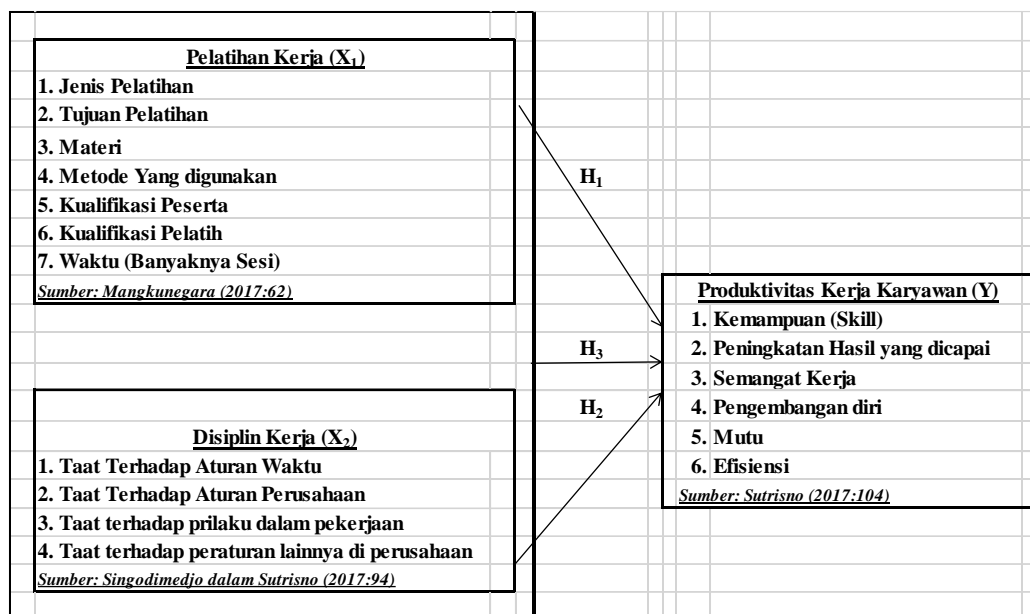 Pelatihan Kerja (X₁)
1. Jenis Pelatihan
2. Tujuan Pelatihan
3. Materi
4. Metode Yang digunakan
5. Kualifikasi Peserta
6. Kualifikasi Pelatih
7. Waktu (Banyaknya Sesi)
Sumber: Mangkunegara (2017:62)
H₁
H₃
H₂
Disiplin Kerja (X₂)
1. Taat Terhadap Aturan Waktu
2. Taat Terhadap Aturan Perusahaan
3. Taat terhadap prilaku dalam pekerjaan
4. Taat terhadap peraturan lainnya di perusahaan
Sumber: Singodimedjo dalam Sutrisno (2017:94)
Produktivitas Kerja Karyawan (Y)
1. Kemampuan (Skill)
2. Peningkatan Hasil yang dicapai
3. Semangat Kerja
4. Pengembangan diri
5. Mutu
6. Efisiensi
Sumber: Sutrisno (2017:104)